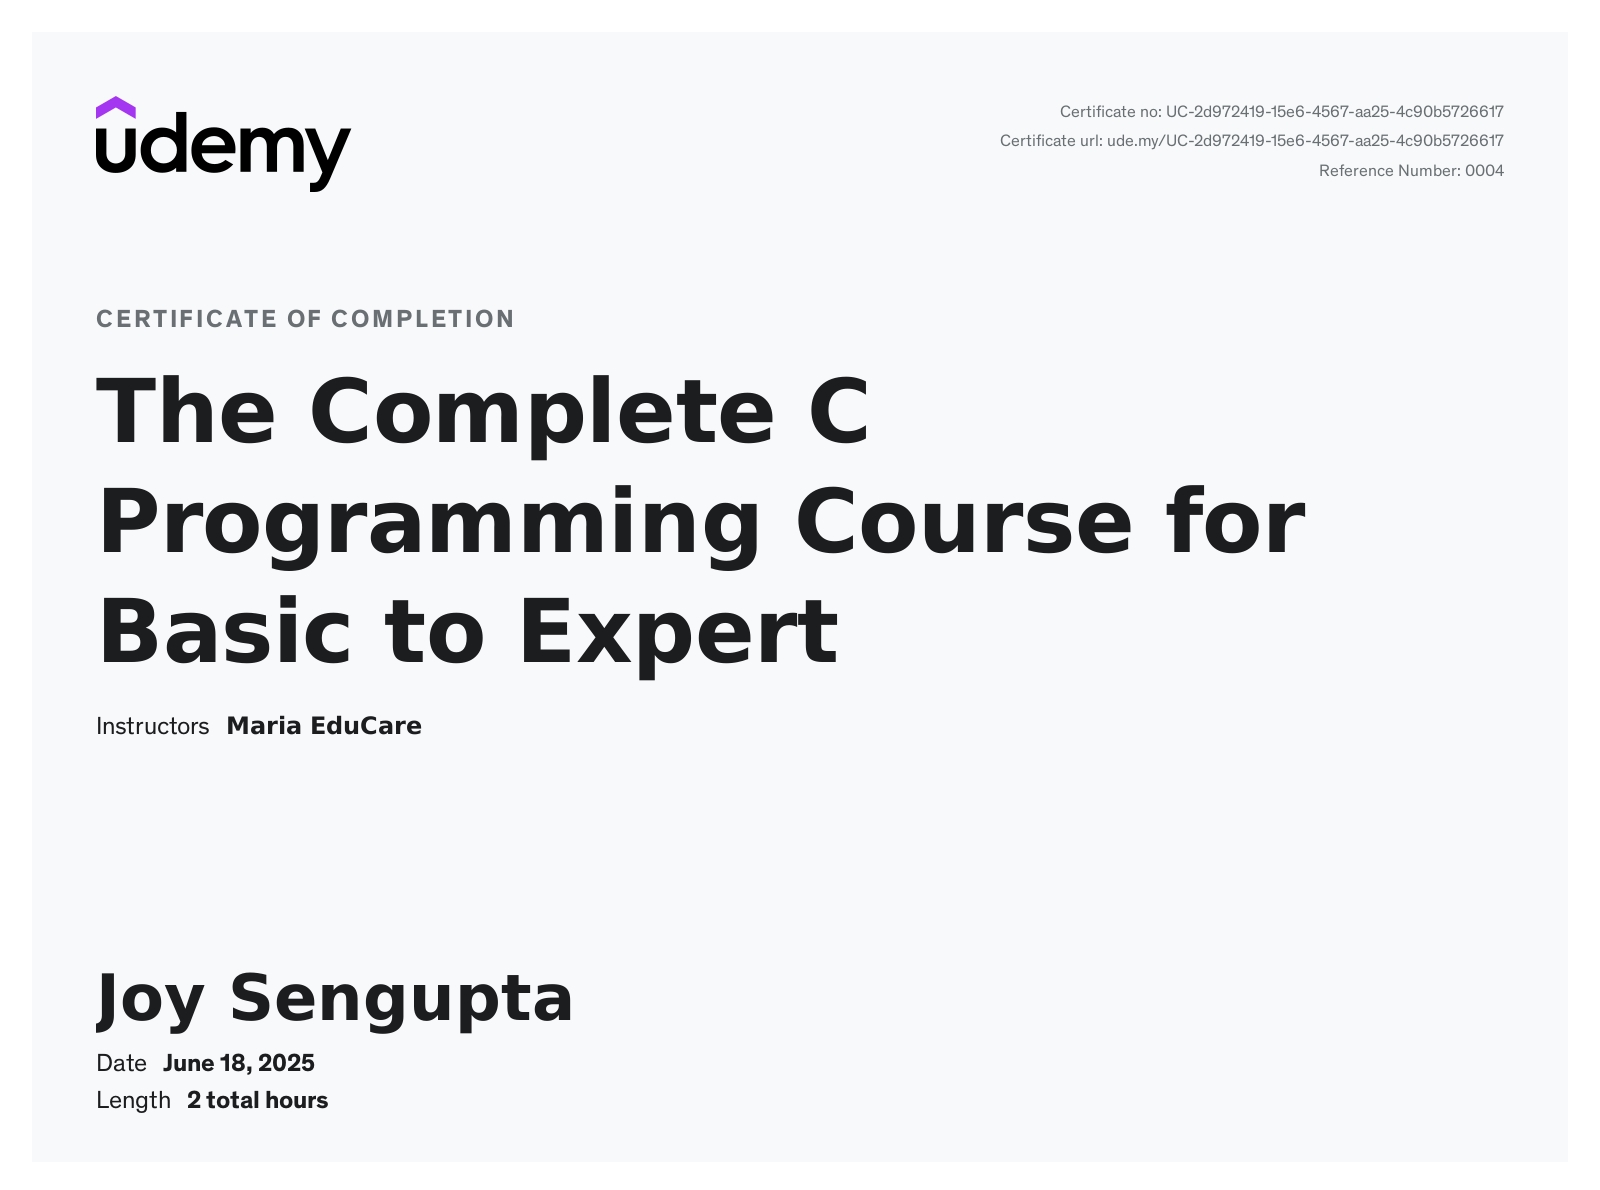 udemy
Certificate no: UC-2d972419-15e6-4567-aa25-4c90b5726617
Certificate url: ude.my/UC-2d972419-15e6-4567-aa25-4c90b5726617
Reference Number: 0004
CERTIFICATE OF COMPLETION
The Complete C
Programming Course for
Basic to Expert
Instructors Maria EduCare
Joy Sengupta
Date June 18, 2025
Length 2 total hours